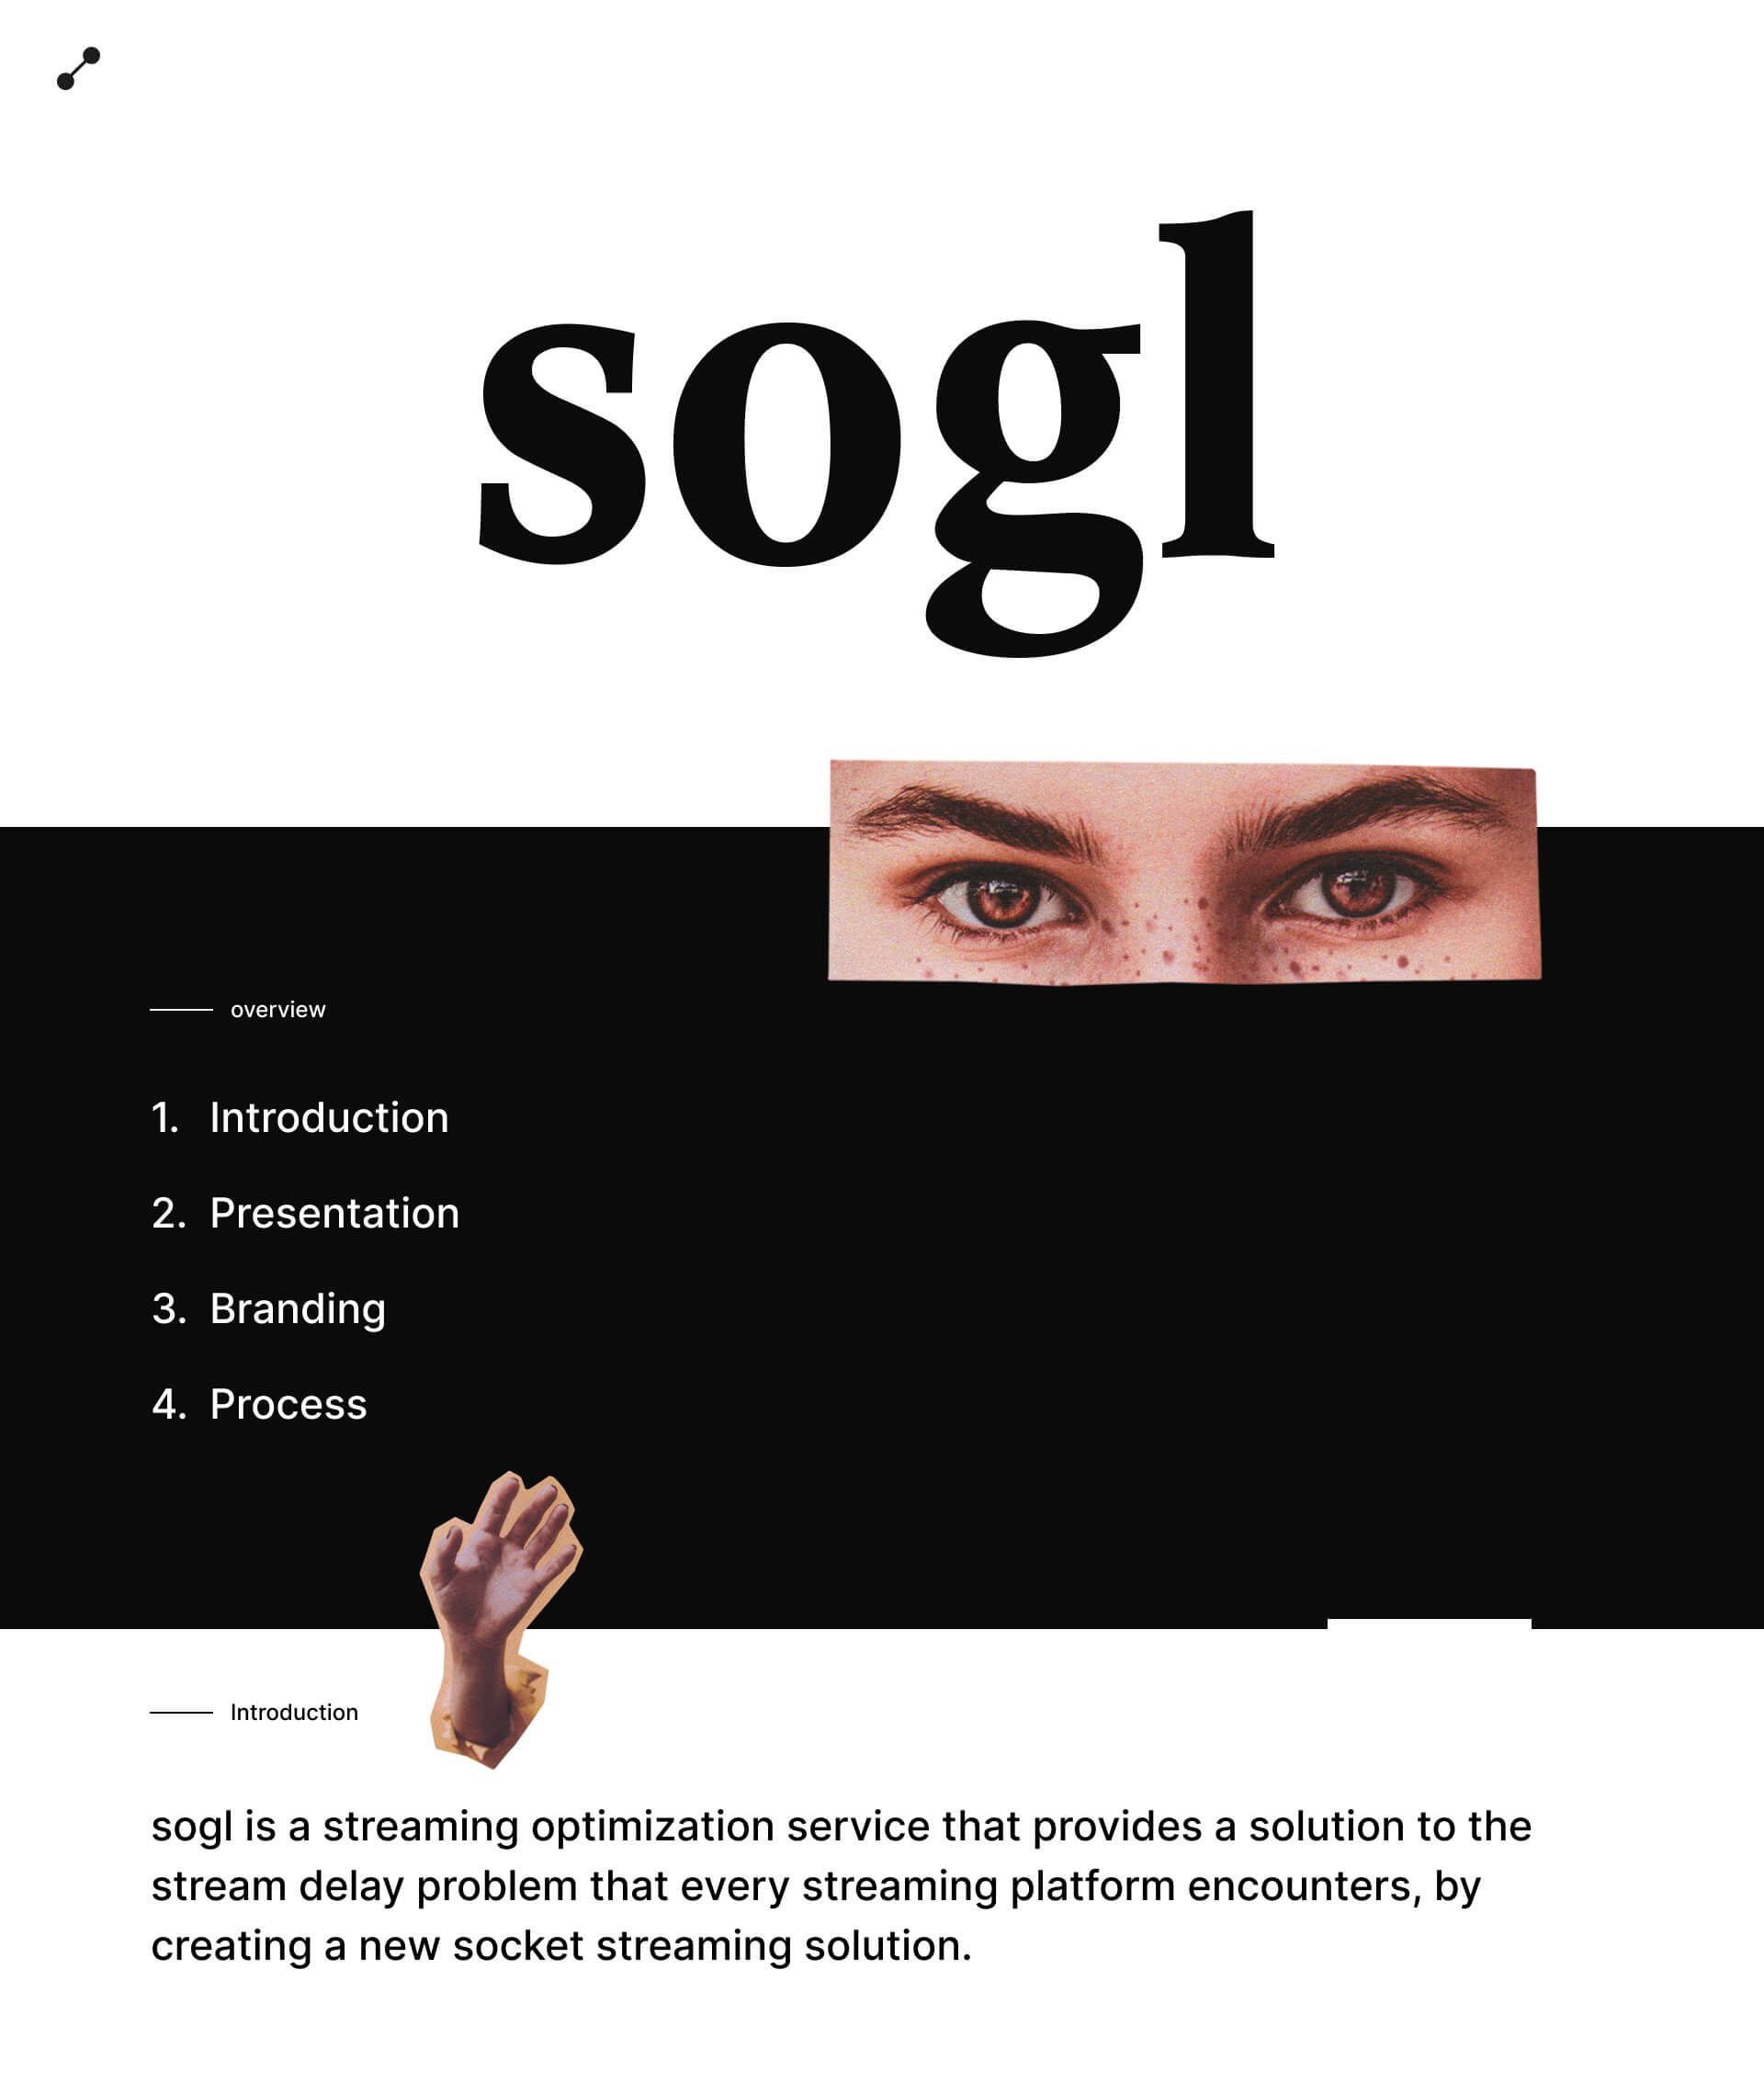 sogl
overview
1. Introduction
2. Presentation
3. Branding
4. Process
Introduction
sogl is a streaming optimization service that provides a solution to the
stream delay problem that every streaming platform encounters, by
creating a new socket streaming solution.